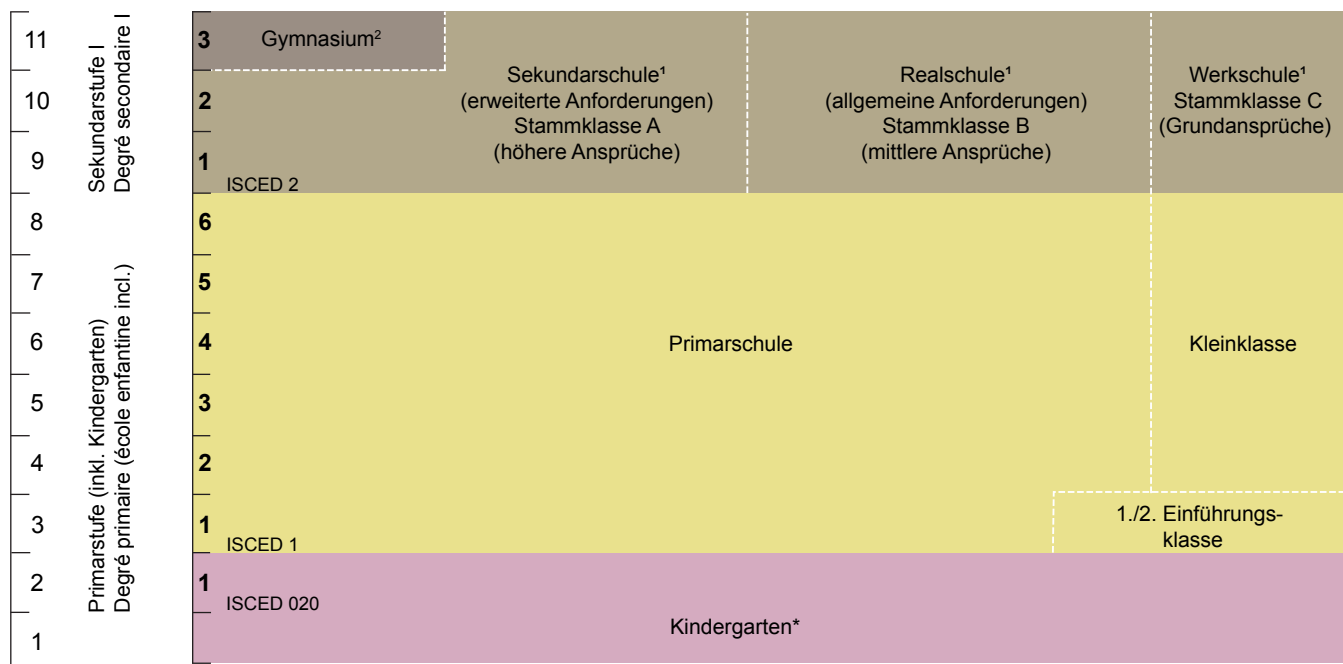 11
10
9
8
7
6
5
4
3
2
1
Sekundarstufe I
Degré secondaire I
Primarstufe (inkl. Kindergarten)
Degré primaire (école enfantine incl.)
3
2
1
6
5
4
3
2
1
1
Gymnasium²
Sekundarschule¹
(erweiterte Anforderungen)
Stammklasse A
(höhere Ansprüche)
Realschule¹
(allgemeine Anforderungen)
Stammklasse B
(mittlere Ansprüche)
Werkschule¹
Stammklasse C
(Grundansprüche)
ISCED 2
Primarschule
Kleinklasse
1./2. Einführungs-
klasse
ISCED 1
ISCED 020
Kindergarten*